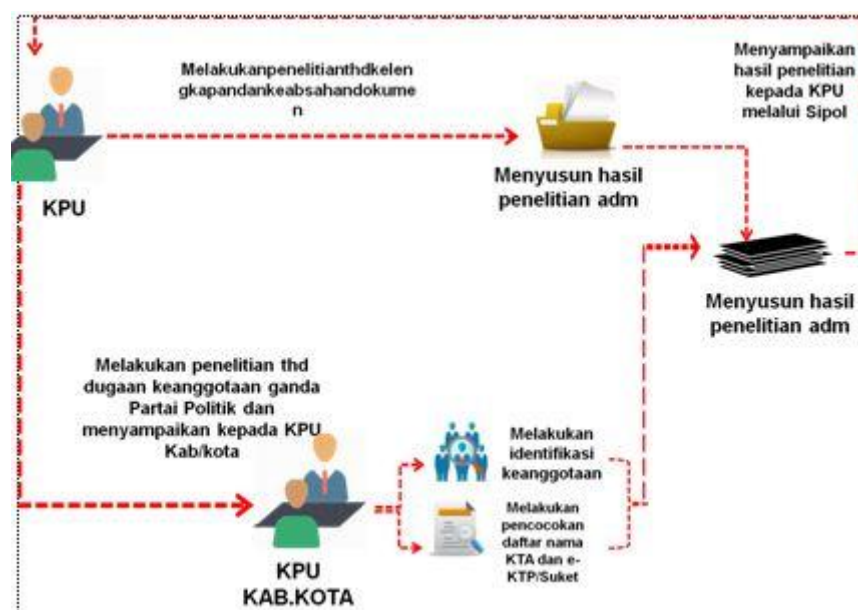 Melakukanpenelitianthdkelen
gkapandankeabsahandokume
n
Menyampaikan
hasil penelitian
kepada KPU
melalui Sipol
KPU
Menyusun hasil
penelitian adm
Menyusun hasil
penelitian adm
Melakukan penelitian thd
dugaan keanggotaan ganda
Partai Politik dan
menyampaikan kepada KPU
Kab/kota
Melakukan
identifikasi
keanggotaan
Melakukan
pencocokan
daftar nama
KTA dan e-
KTP/Suket
KPU
KAB.KOTA